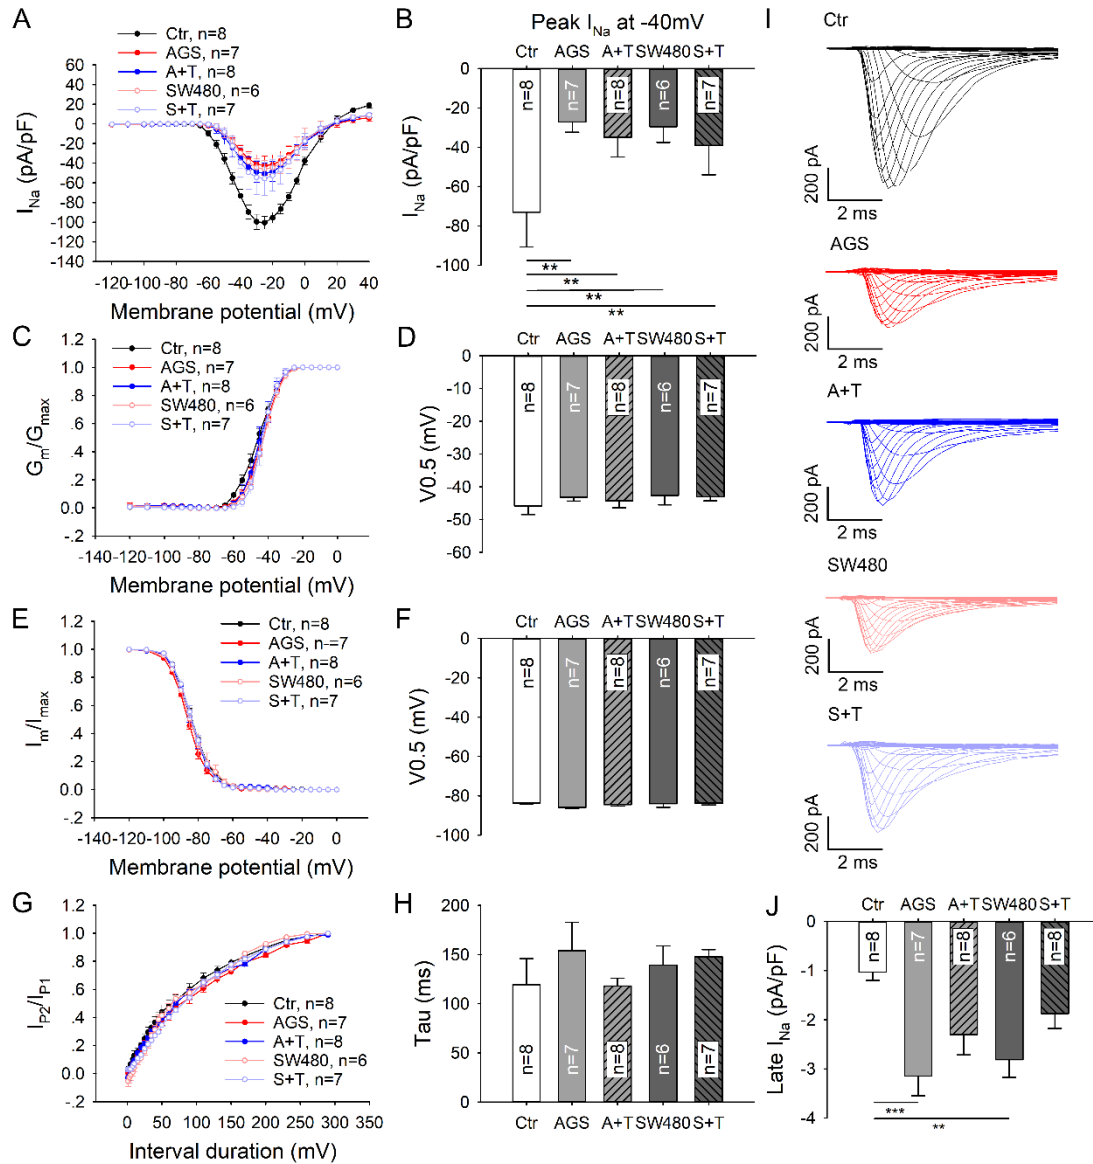 A
Ctr, n=8
AGS, n=7
A+T, n=8
SW480, n=6
S+T, n=7
60
40
20
0
-20
-40
-60
-80
-100
-120
-140
I_Na (pA/pF)
-120 -100 -80 -60 -40 -20 0 20 40
Membrane potential (mV)
B
Peak I_Na at -40mV
Ctr AGS A+T SW480 S+T
0
-20
-40
-60
-80
-100
I_Na (pA/pF)
n=8 n=7 n=8 n=6 n=7
**
**
**
**
C
Ctr, n=8
AGS, n=7
A+T, n=8
SW480, n=6
S+T, n=7
1.2
1.0
.8
.6
.4
.2
0.0
-.2
G_m/G_max
-140 -120 -100 -80 -60 -40 -20 0
Membrane potential (mV)
D
Ctr AGS A+T SW480 S+T
0
-10
-20
-30
-40
-50
-60
V0.5 (mV)
n=8 n=7 n=8 n=6 n=7
E
Ctr, n=8
AGS, n-=7
A+T, n=8
SW480, n=6
S+T, n=7
1.2
1.0
.8
.6
.4
.2
0.0
-.2
I_m/I_max
-140 -120 -100 -80 -60 -40 -20 0
Membrane potential (mV)
F
Ctr AGS A+T SW480 S+T
0
-20
-40
-60
-80
-100
V0.5 (mV)
n=8 n=7 n=8 n=6 n=7
G
1.2
1.0
.8
.6
.4
.2
0.0
-.2
I_P2/I_P1
Ctr, n=8
AGS, n=7
A+T, n=8
SW480, n=6
S+T, n=7
0 50 100 150 200 250 300 350
Interval duration (mV)
H
200
150
100
50
0
Tau (ms)
n=8 n=7 n=8 n=6 n=7
Ctr AGS A+T SW480 S+T
I
Ctr
200 pA
2 ms
AGS
200 pA
2 ms
A+T
200 pA
2 ms
SW480
200 pA
2 ms
S+T
200 pA
2 ms
J
Ctr AGS A+T SW480 S+T
0
-1
-2
-3
-4
Late I_Na (pA/pF)
n=8 n=7 n=8 n=6 n=8
***
**